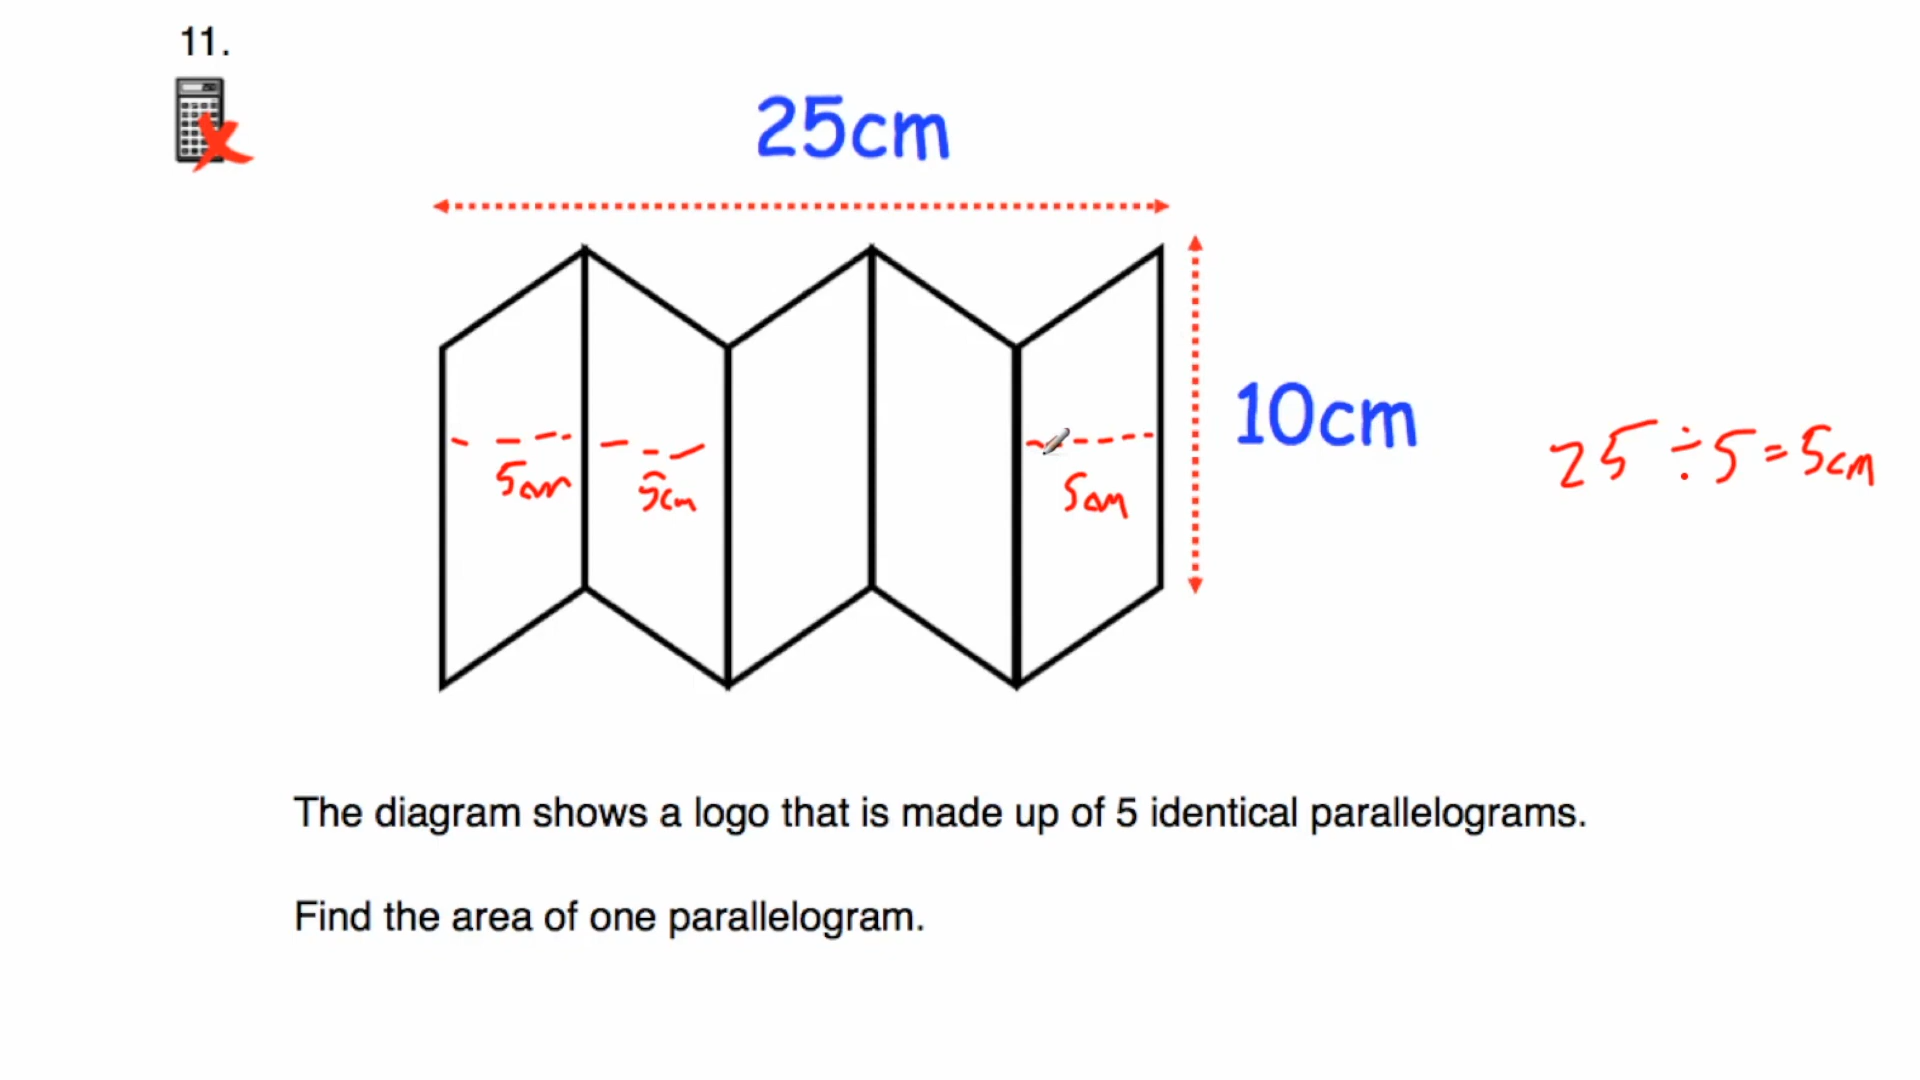 11.
25cm
10cm
25 ÷ 5 = 5cm
5cm
5cm
5cm
The diagram shows a logo that is made up of 5 identical parallelograms.
Find the area of one parallelogram.